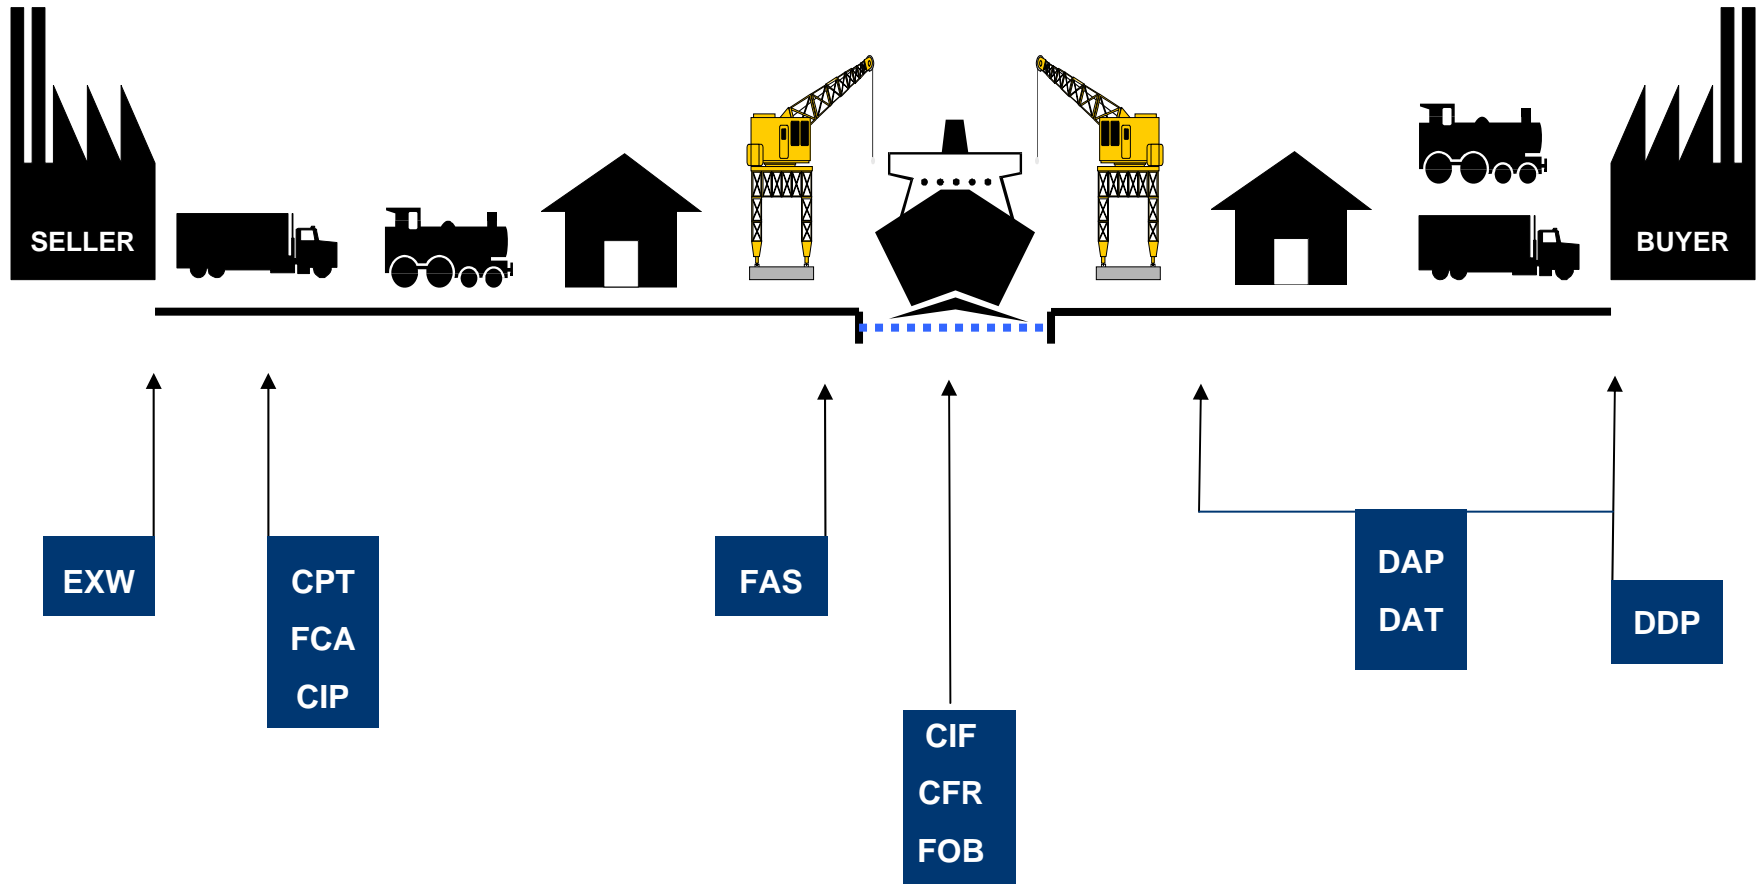 SELLER
BUYER
EXW
CPT
FCA
CIP
FAS
CIF
CFR
FOB
DAP
DAT
DDP